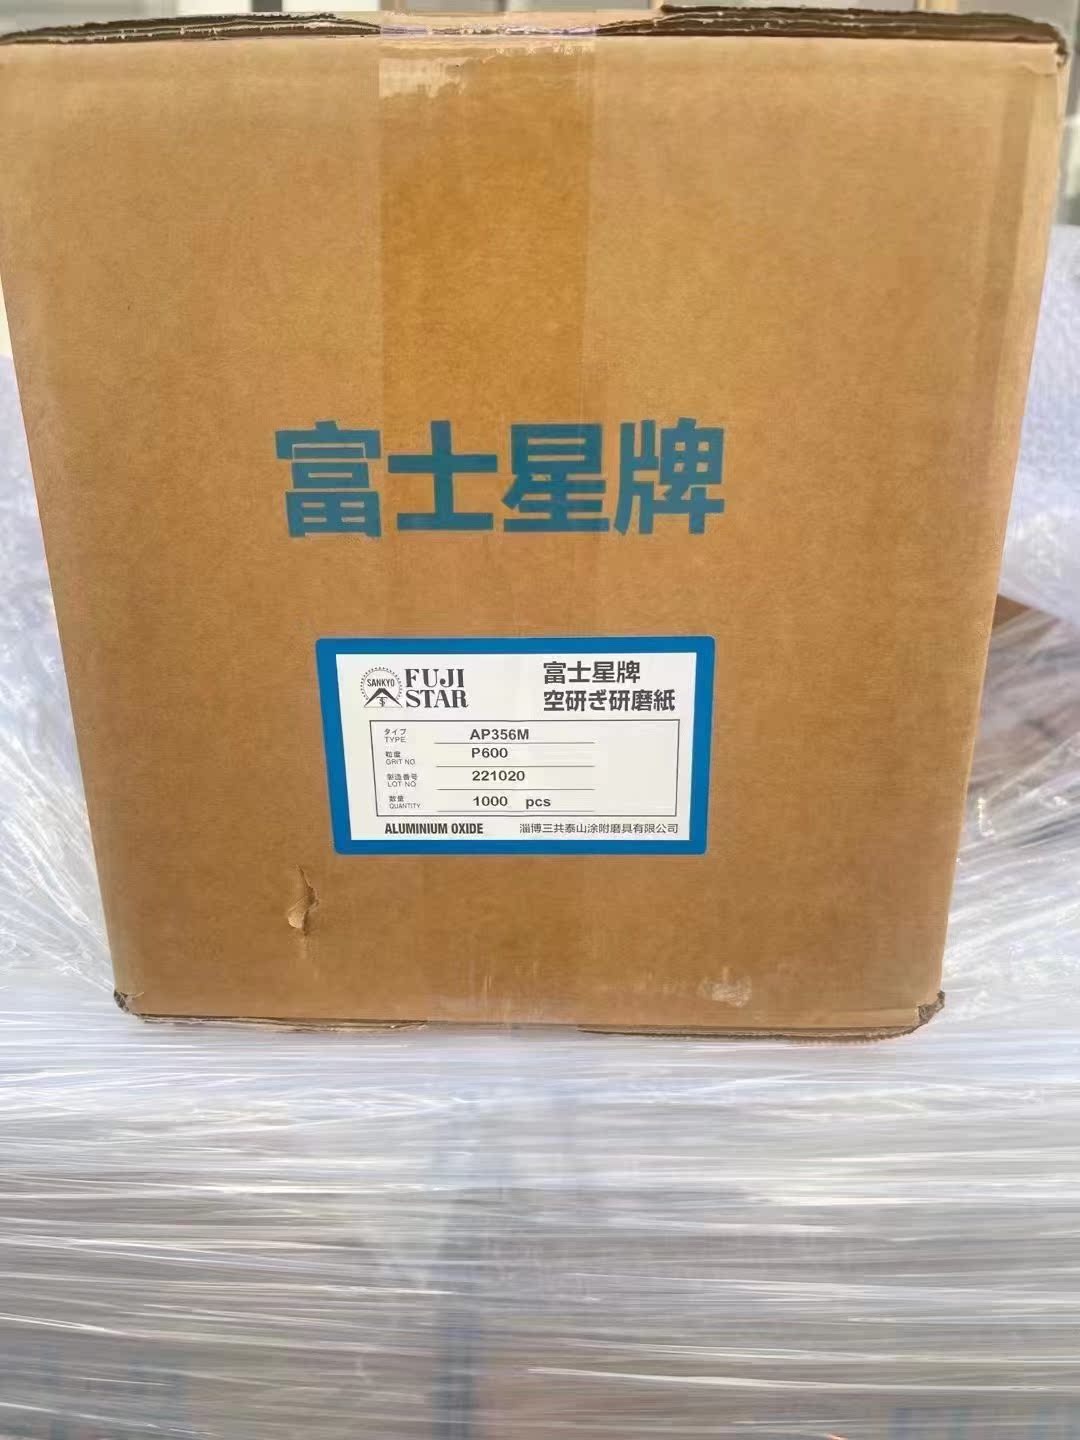 富士星牌
SANKYO
FUJI
STAR
富士星牌
空研ぎ研磨紙
タイプ
TYPE
AP356M
粒度
GRIT NO.
P600
製造番号
LOT NO
221020
数量
QUANTITY
1000 pcs
ALUMINIUM OXIDE
淄博三共泰山涂附磨具有限公司